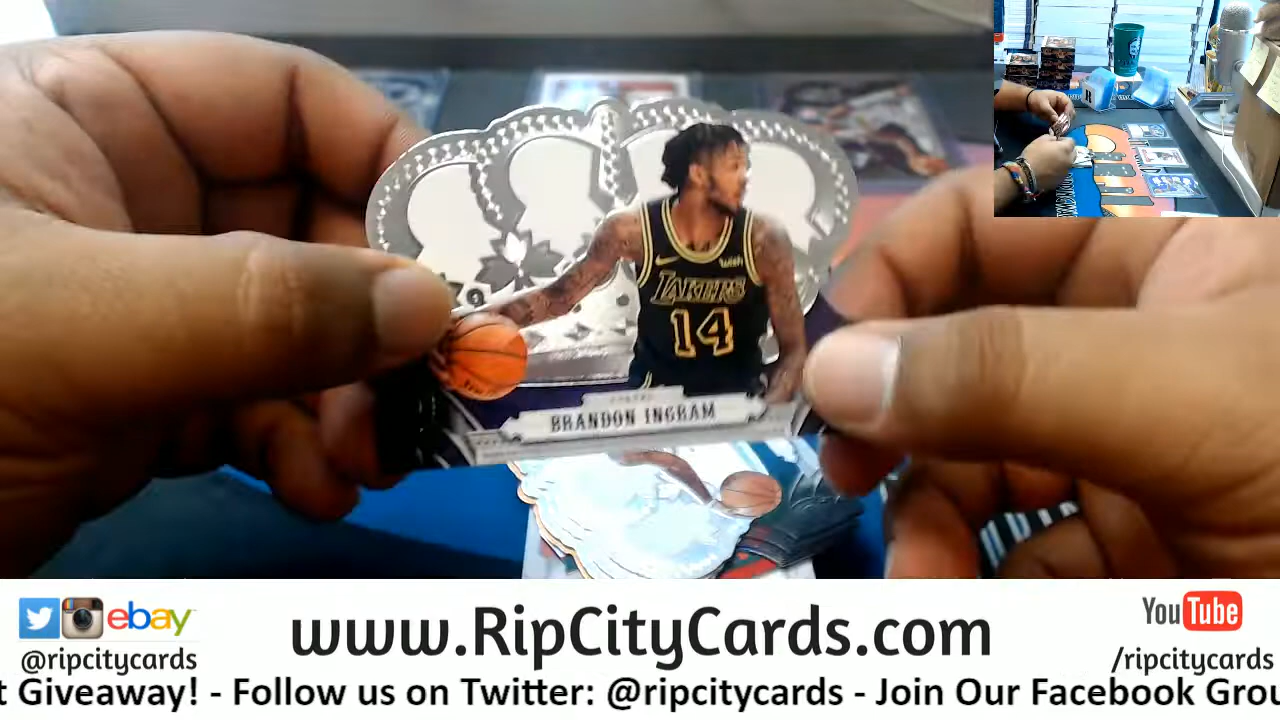 LAKERS
14
BRANDON INGRAM
ebay
@ripcitycards
www.RipCityCards.com
YouTube
/ripcitycards
t Giveaway! - Follow us on Twitter: @ripcitycards - Join Our Facebook Grou